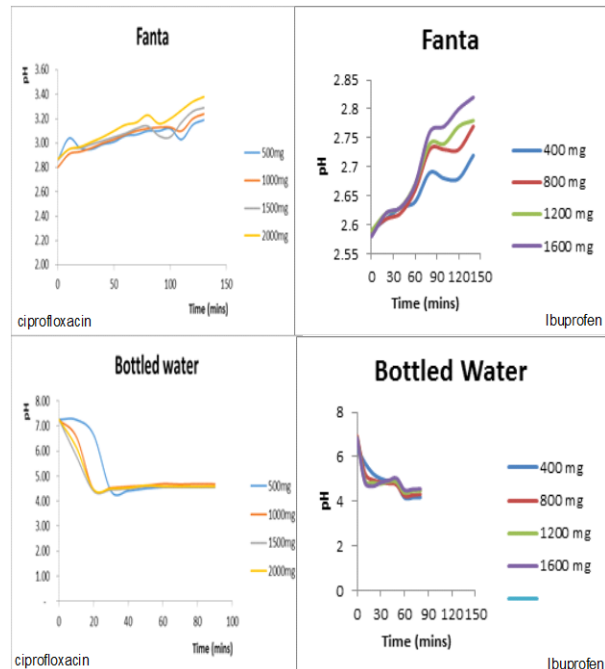 Fanta
pH
3.60
3.40
3.20
3.00
2.80
2.60
2.40
2.20
2.00
0
50
100
150
Time (mins)
500mg
1000mg
1500mg
2000mg
ciprofloxacin
Fanta
pH
2.85
2.8
2.75
2.7
2.65
2.6
2.55
0 30 60 90 120 150
Time (mins)
400 mg
800 mg
1200 mg
1600 mg
Ibuprofen
Bottled water
pH
8.00
7.00
6.00
5.00
4.00
3.00
2.00
1.00
-
0
20
40
60
80
100
Time (mins)
500mg
1000mg
1500mg
2000mg
ciprofloxacin
Bottled Water
pH
8
6
4
2
0
0 30 60 90 120 150
Time (mins)
400 mg
800 mg
1200 mg
1600 mg
Ibuprofen